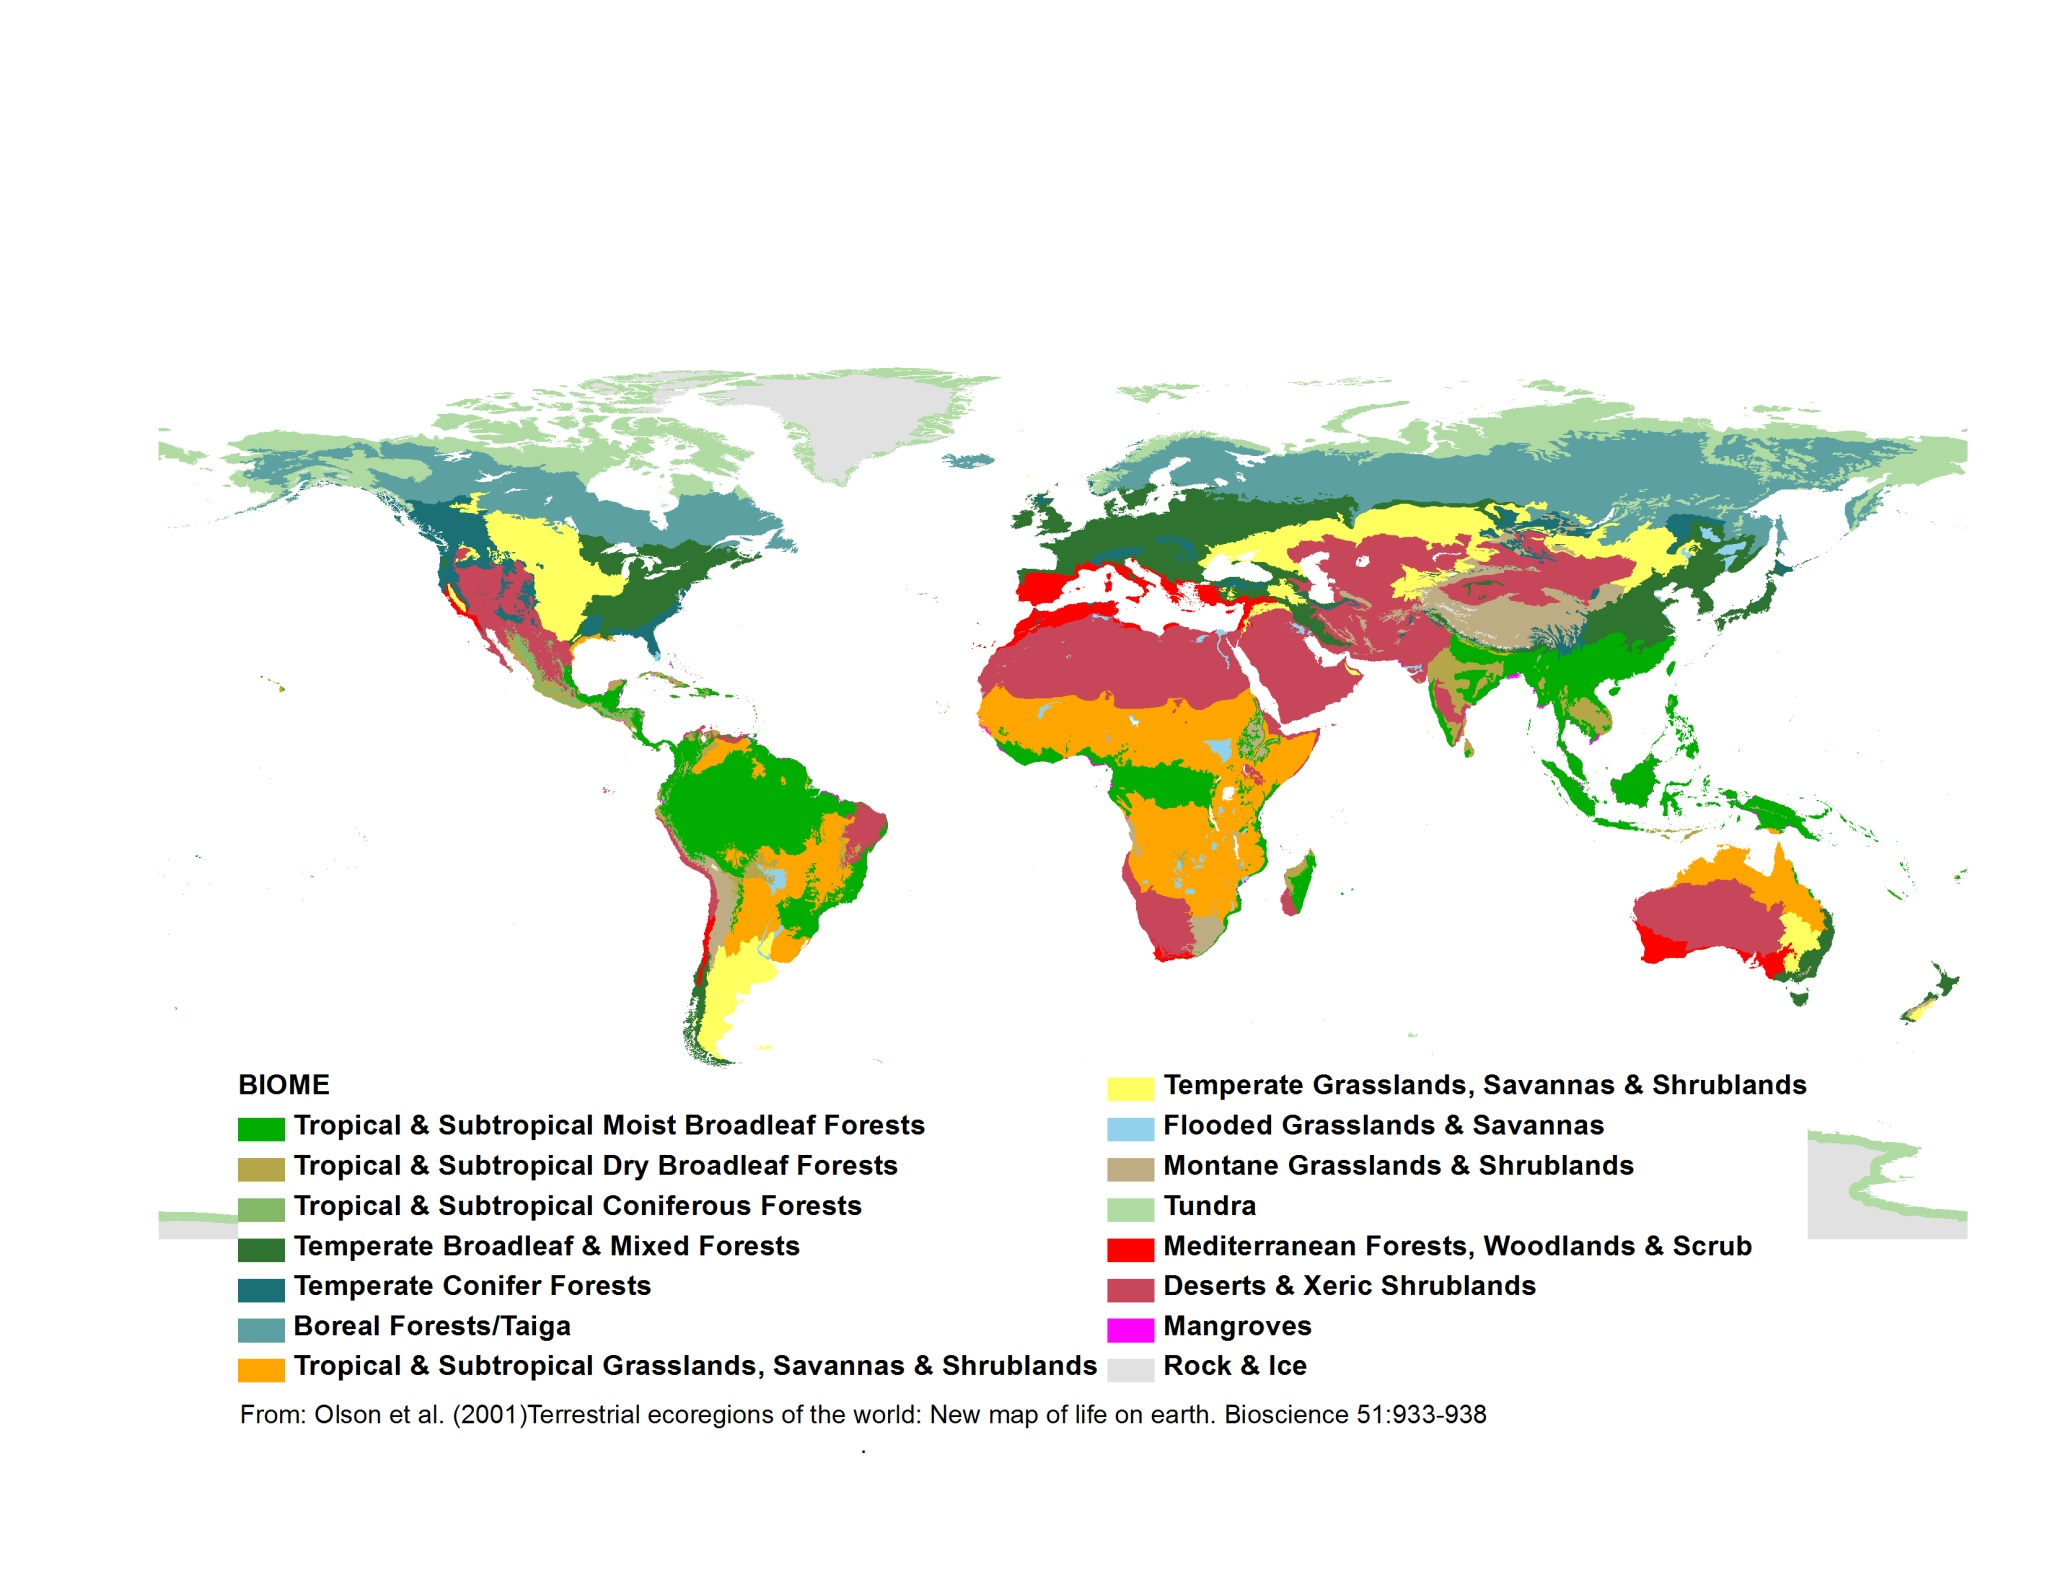 BIOME
Tropical & Subtropical Moist Broadleaf Forests
Tropical & Subtropical Dry Broadleaf Forests
Tropical & Subtropical Coniferous Forests
Temperate Broadleaf & Mixed Forests
Temperate Conifer Forests
Boreal Forests/Taiga
Tropical & Subtropical Grasslands, Savannas & Shrublands
Temperate Grasslands, Savannas & Shrublands
Flooded Grasslands & Savannas
Montane Grasslands & Shrublands
Tundra
Mediterranean Forests, Woodlands & Scrub
Deserts & Xeric Shrublands
Mangroves
Rock & Ice
From: Olson et al. (2001)Terrestrial ecoregions of the world: New map of life on earth. Bioscience 51:933-938
.